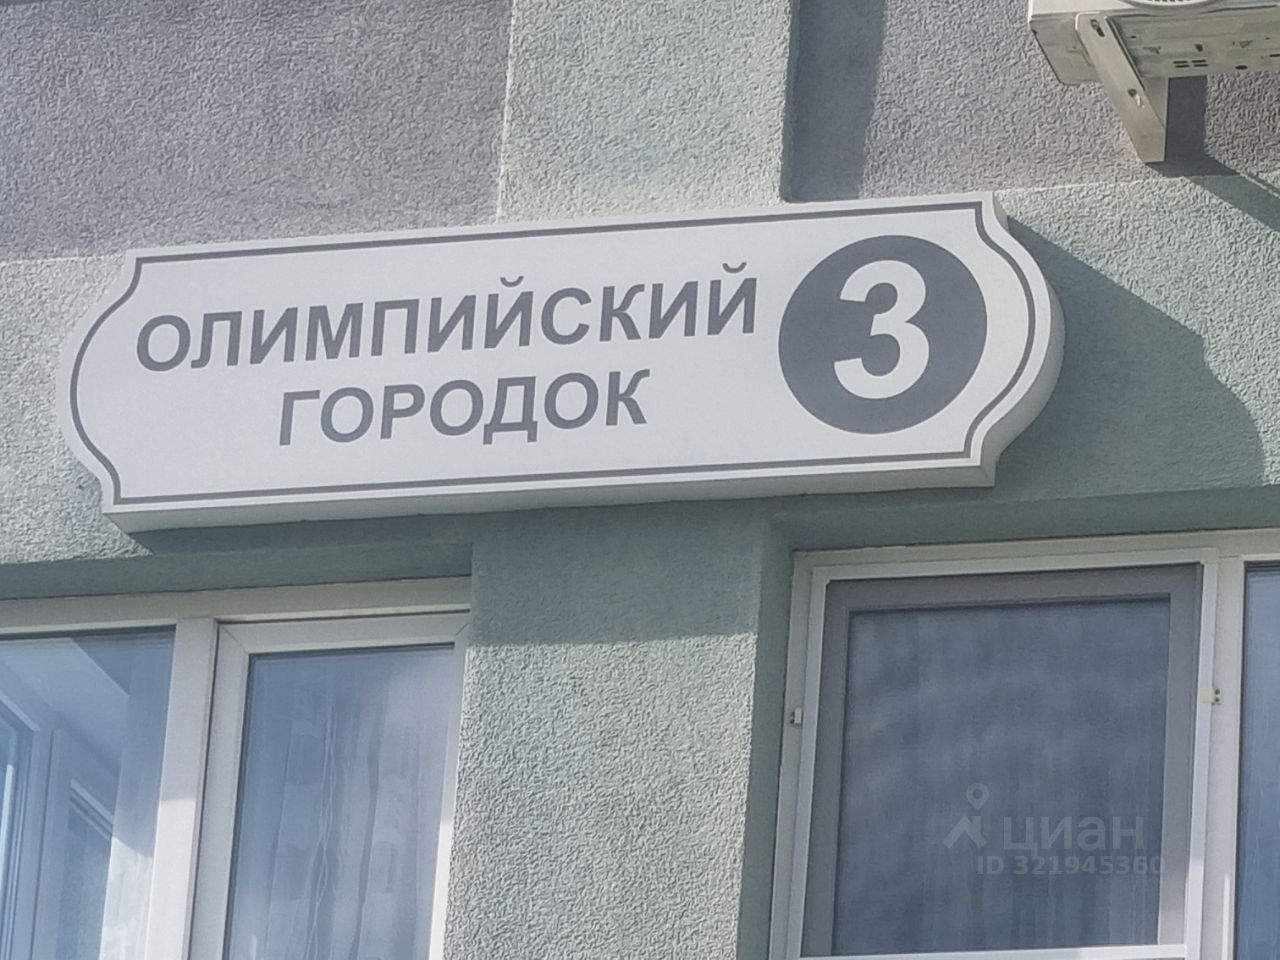 ОЛИМПИЙСКИЙ
ГОРОДОК
3
циан
ID 321945360